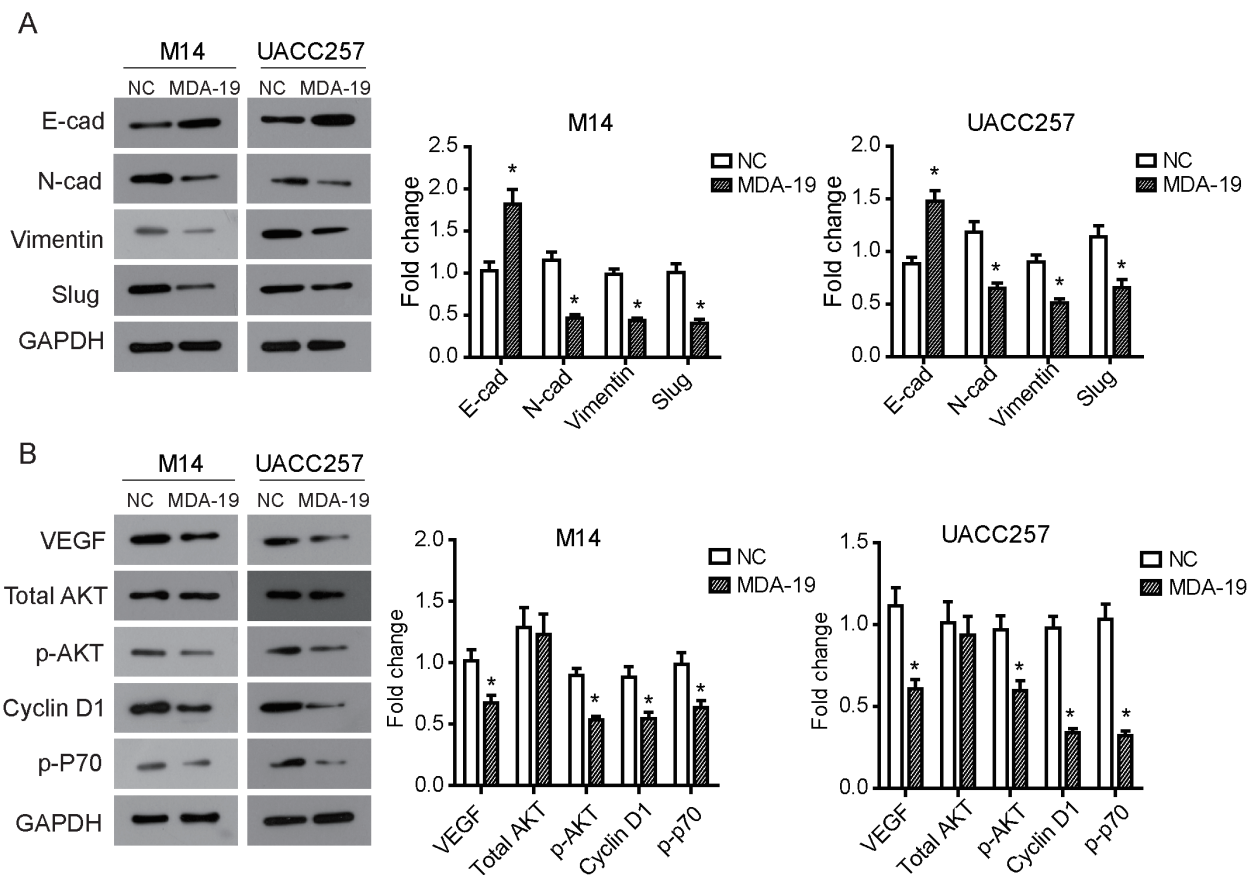 A
M14 UACC257
NC MDA-19 NC MDA-19
E-cad
N-cad
Vimentin
Slug
GAPDH
M14
NC
MDA-19
Fold change
2.5
2.0
1.5
1.0
0.5
0.0
* * * *
E-cad N-cad Vimentin Slug
UACC257
NC
MDA-19
Fold change
2.0
1.5
1.0
0.5
0.0
* * * *
E-cad N-cad Vimentin Slug
B
M14 UACC257
NC MDA-19 NC MDA-19
VEGF
Total AKT
p-AKT
Cyclin D1
p-P70
GAPDH
M14
NC
MDA-19
Fold change
2.0
1.5
1.0
0.5
0.0
* * * *
VEGF Total AKT p-AKT Cyclin D1 p-p70
UACC257
NC
MDA-19
Fold change
1.5
1.0
0.5
0.0
* * * *
VEGF Total AKT p-AKT Cyclin D1 p-p70